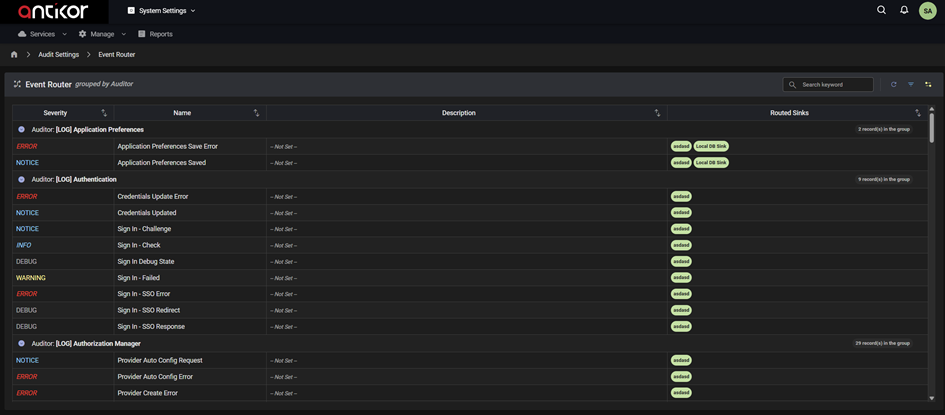 antikor System Settings SA
Services Manage Reports
Audit Settings Event Router
Event Router grouped by Auditor Search keyword
Severity Name Description Routed Sinks
Auditor: [LOG] Application Preferences 2 record(s) in the group
ERROR Application Preferences Save Error -- Not Set -- asdasd Local DB Sink
NOTICE Application Preferences Saved -- Not Set -- asdasd Local DB Sink
Auditor: [LOG] Authentication 9 record(s) in the group
ERROR Credentials Update Error -- Not Set -- asdasd
NOTICE Credentials Updated -- Not Set -- asdasd
NOTICE Sign In - Challenge -- Not Set -- asdasd
INFO Sign In - Check -- Not Set -- asdasd
DEBUG Sign In Debug State -- Not Set -- asdasd
WARNING Sign In - Failed -- Not Set -- asdasd
ERROR Sign In - SSO Error -- Not Set -- asdasd
DEBUG Sign In - SSO Redirect -- Not Set -- asdasd
DEBUG Sign In - SSO Response -- Not Set -- asdasd
Auditor: [LOG] Authorization Manager 29 record(s) in the group
NOTICE Provider Auto Config Request -- Not Set -- asdasd
ERROR Provider Auto Config Error -- Not Set -- asdasd
ERROR Provider Create Error -- Not Set -- asdasd